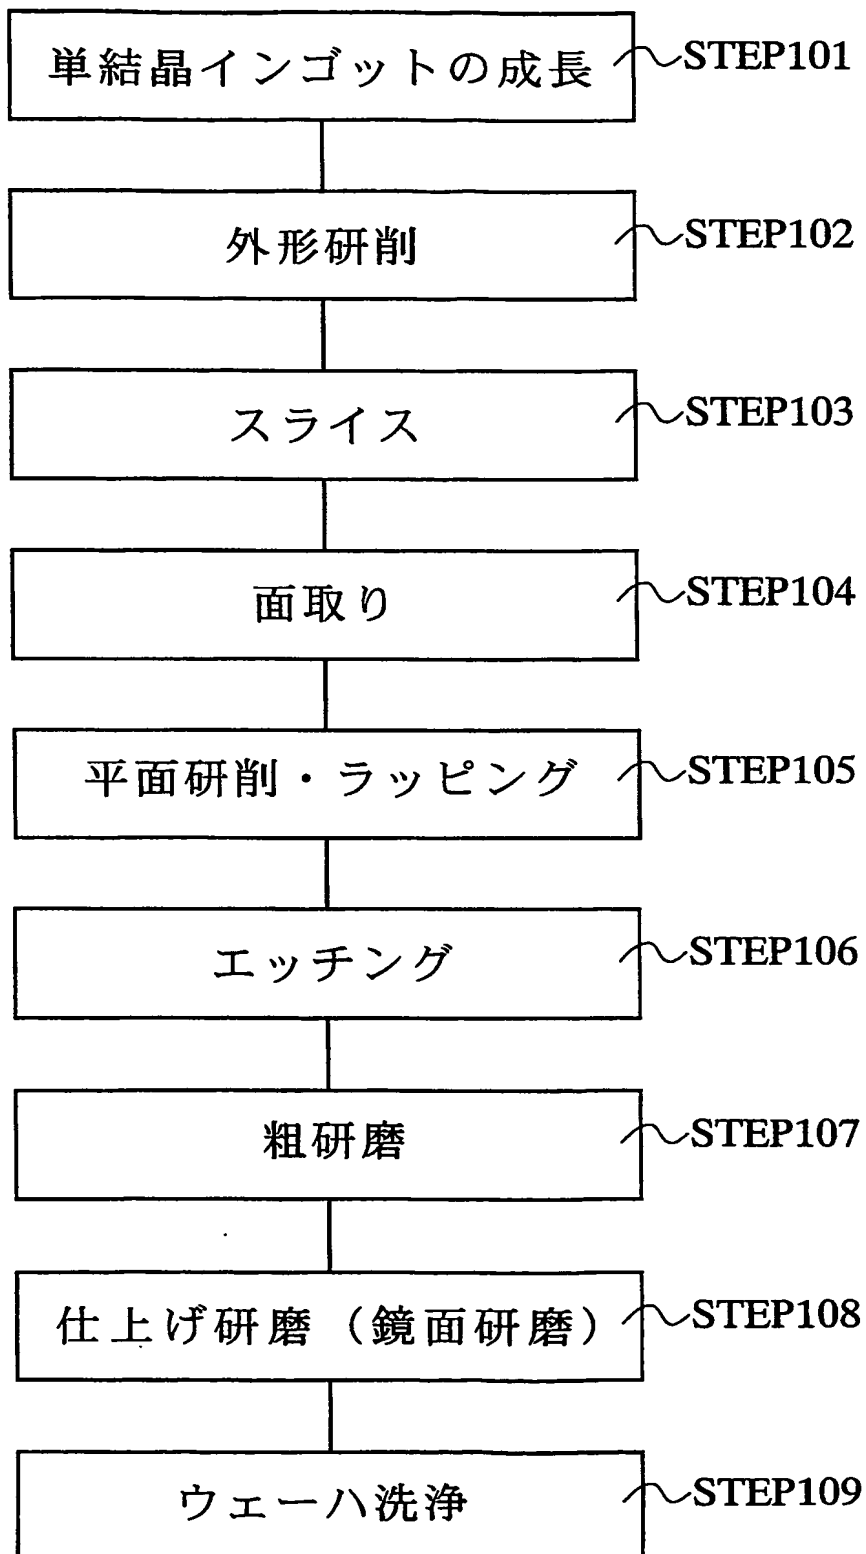 単結晶インゴットの成長 STEP101
外形研削 STEP102
スライス STEP103
面取り STEP104
平面研削・ラッピング STEP105
エッチング STEP106
粗研磨 STEP107
仕上げ研磨（鏡面研磨） STEP108
ウェーハ洗浄 STEP109